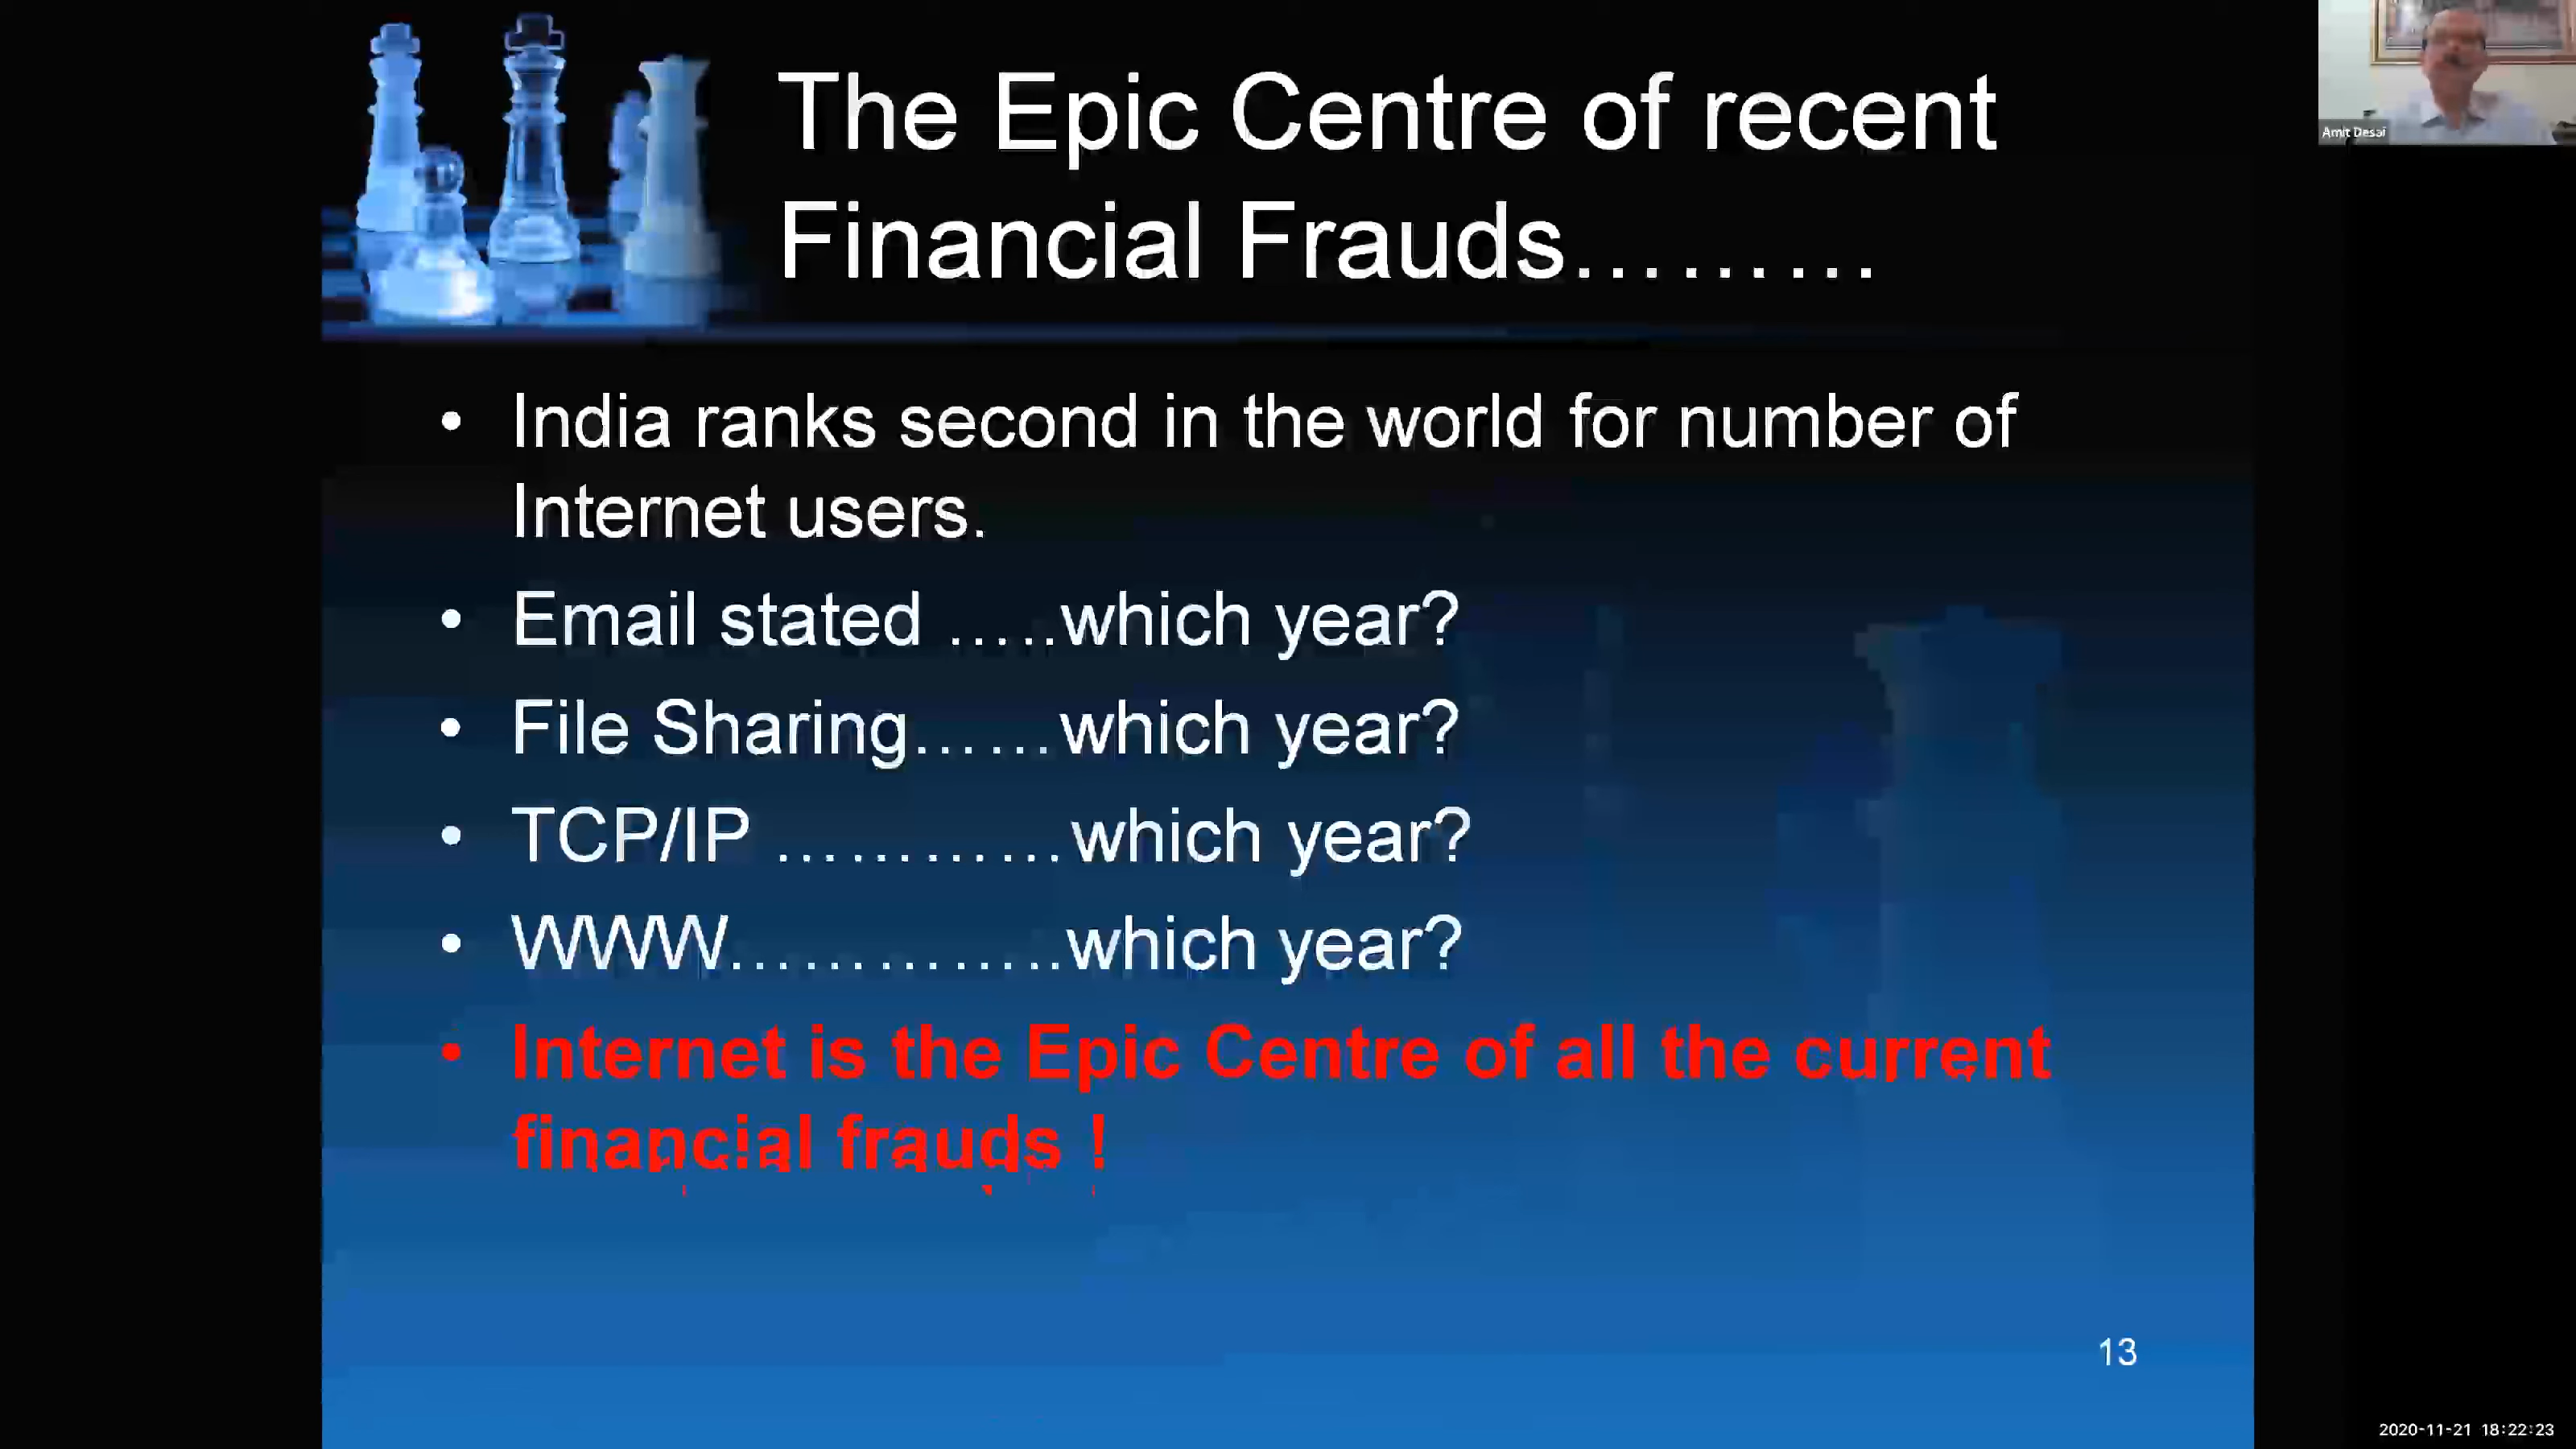 The Epic Centre of recent
Financial Frauds………
Amit Desai
• India ranks second in the world for number of
Internet users.
• Email stated …..which year?
• File Sharing……which year?
• TCP/IP …………which year?
• WWW…………..which year?
• Internet is the Epic Centre of all the current
financial frauds !
13
2020-11-21 18:22:23